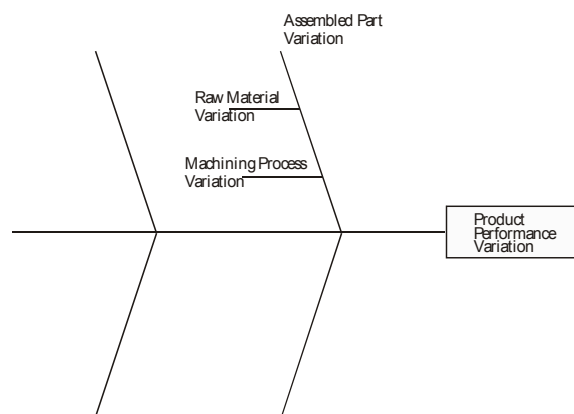 Assembled Part
Variation
Raw Material
Variation
Machining Process
Variation
Product
Performance
Variation